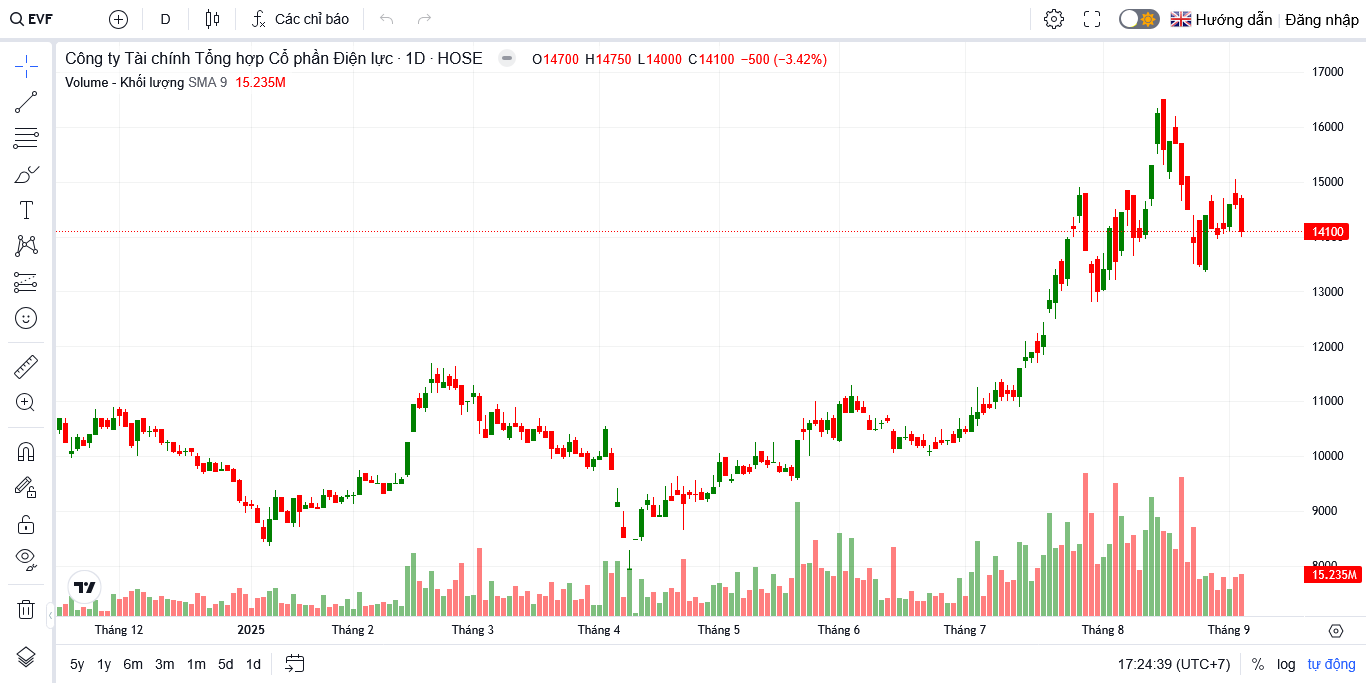 EVF D Các chỉ báo Hướng dẫn Đăng nhập
Công ty Tài chính Tổng hợp Cổ phần Điện lực · 1D · HOSE O14700 H14750 L14000 C14100 −500 (−3.42%)
Volume - Khối lượng SMA 9 15.235M
17000
16000
15000
14100
14000
13000
12000
11000
10000
9000
8000
15.235M
Tháng 12 2025 Tháng 2 Tháng 3 Tháng 4 Tháng 5 Tháng 6 Tháng 7 Tháng 8 Tháng 9
5y 1y 6m 3m 1m 5d 1d 17:24:39 (UTC+7) % log tự động